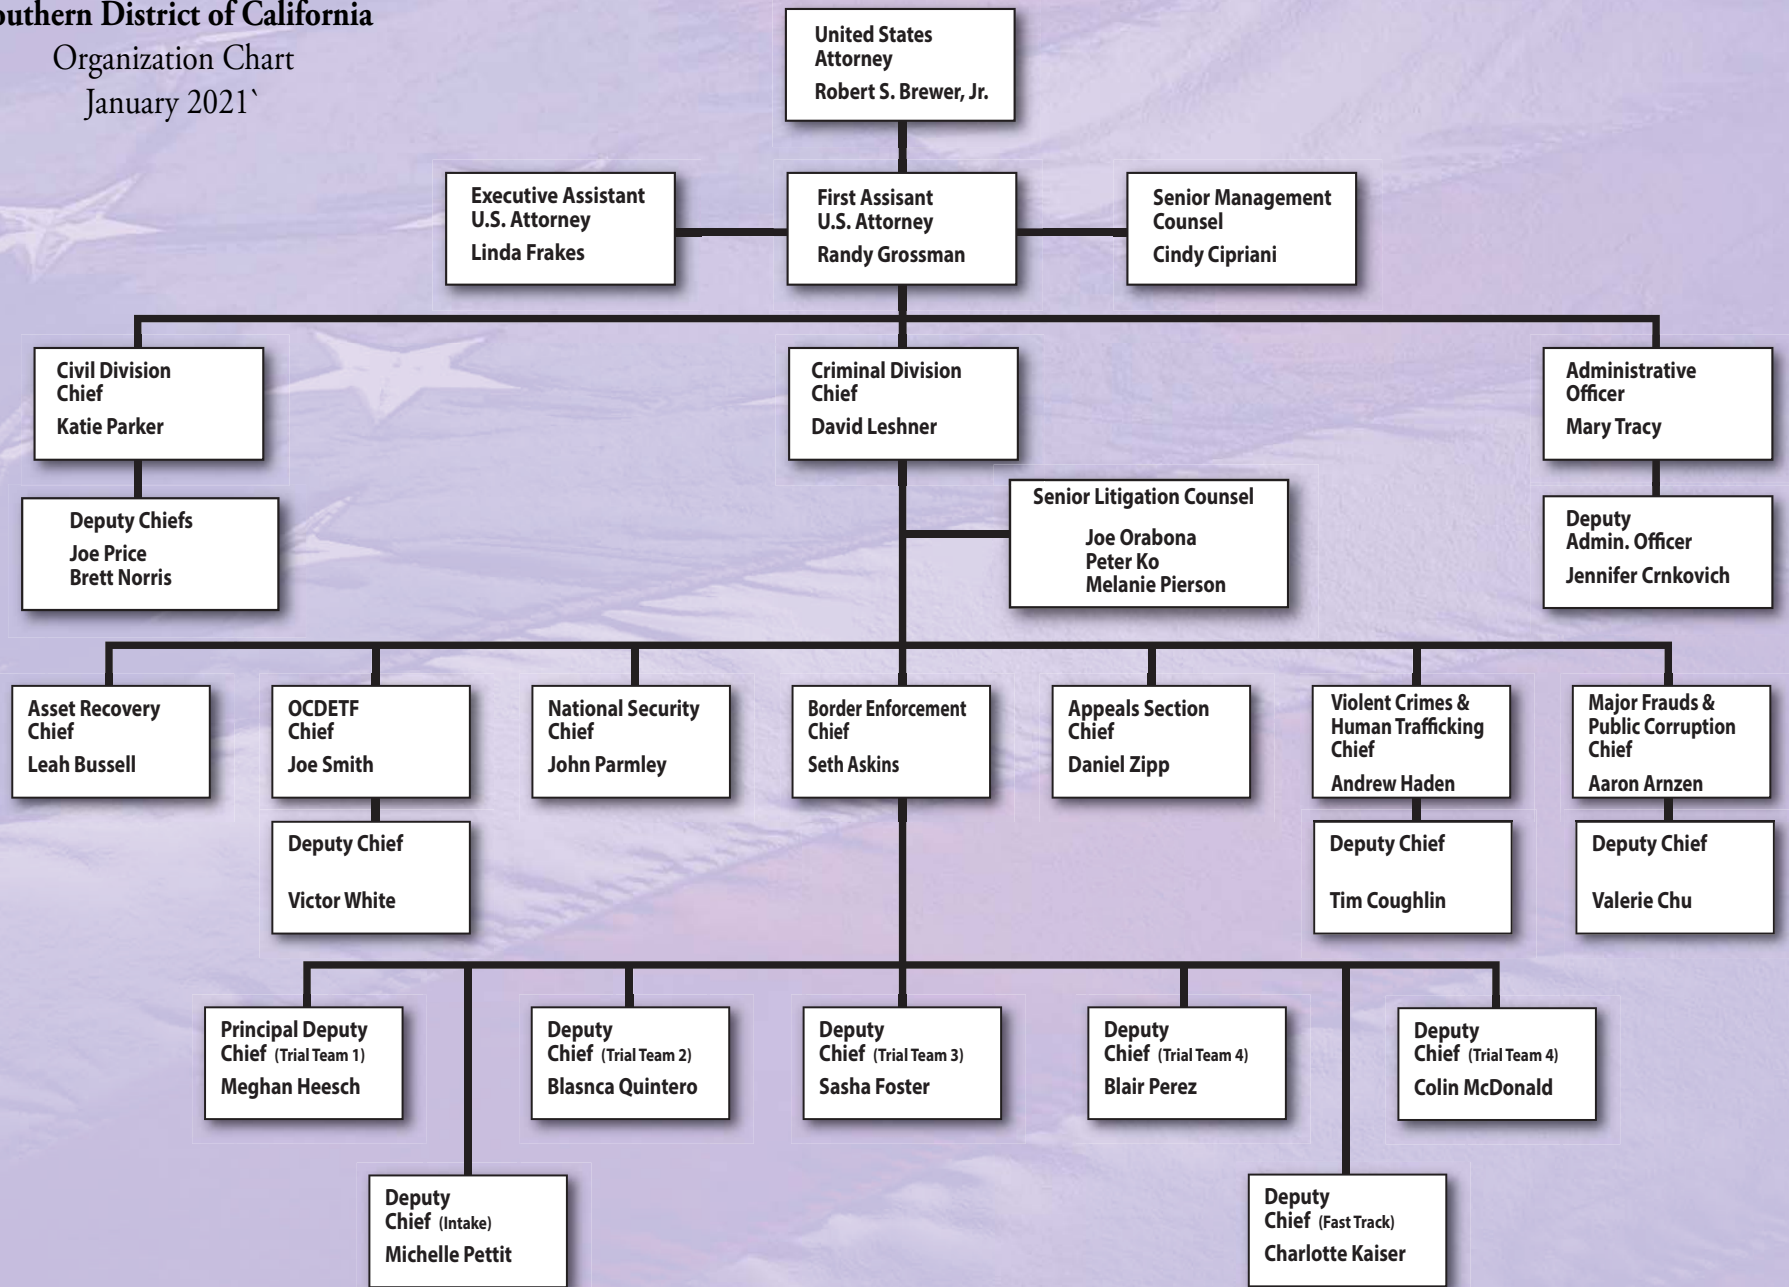 outhern District of California
Organization Chart
January 2021`
United States
Attorney
Robert S. Brewer, Jr.
Executive Assistant
U.S. Attorney
Linda Frakes
First Assisant
U.S. Attorney
Randy Grossman
Senior Management
Counsel
Cindy Cipriani
Civil Division
Chief
Katie Parker
Criminal Division
Chief
David Leshner
Administrative
Officer
Mary Tracy
Deputy Chiefs
Joe Price
Brett Norris
Senior Litigation Counsel
Joe Orabona
Peter Ko
Melanie Pierson
Deputy
Admin. Officer
Jennifer Crnkovich
Asset Recovery
Chief
Leah Bussell
OCDETF
Chief
Joe Smith
National Security
Chief
John Parmley
Border Enforcement
Chief
Seth Askins
Appeals Section
Chief
Daniel Zipp
Violent Crimes &
Human Trafficking
Chief
Andrew Haden
Major Frauds &
Public Corruption
Chief
Aaron Arnzen
Deputy Chief
Victor White
Deputy Chief
Tim Coughlin
Deputy Chief
Valerie Chu
Principal Deputy
Chief (Trial Team 1)
Meghan Heesch
Deputy
Chief (Trial Team 2)
Blasnca Quintero
Deputy
Chief (Trial Team 3)
Sasha Foster
Deputy
Chief (Trial Team 4)
Blair Perez
Deputy
Chief (Trial Team 4)
Colin McDonald
Deputy
Chief (Intake)
Michelle Pettit
Deputy
Chief (Fast Track)
Charlotte Kaiser